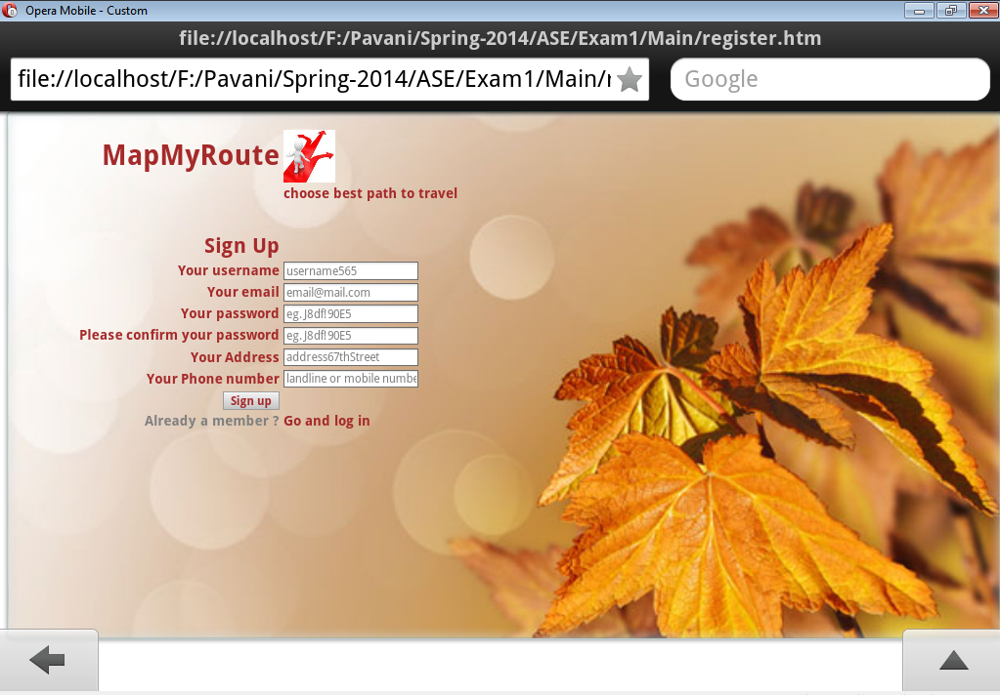 Opera Mobile - Custom
file://localhost/F:/Pavani/Spring-2014/ASE/Exam1/Main/register.htm
file://localhost/F:/Pavani/Spring-2014/ASE/Exam1/Main/r
Google
MapMyRoute
choose best path to travel
Sign Up
Your username username565
Your email email@mail.com
Your password eg. J8df!90E5
Please confirm your password eg. J8df!90E5
Your Address address67thStreet
Your Phone number landline or mobile numbe
Sign up
Already a member ? Go and log in